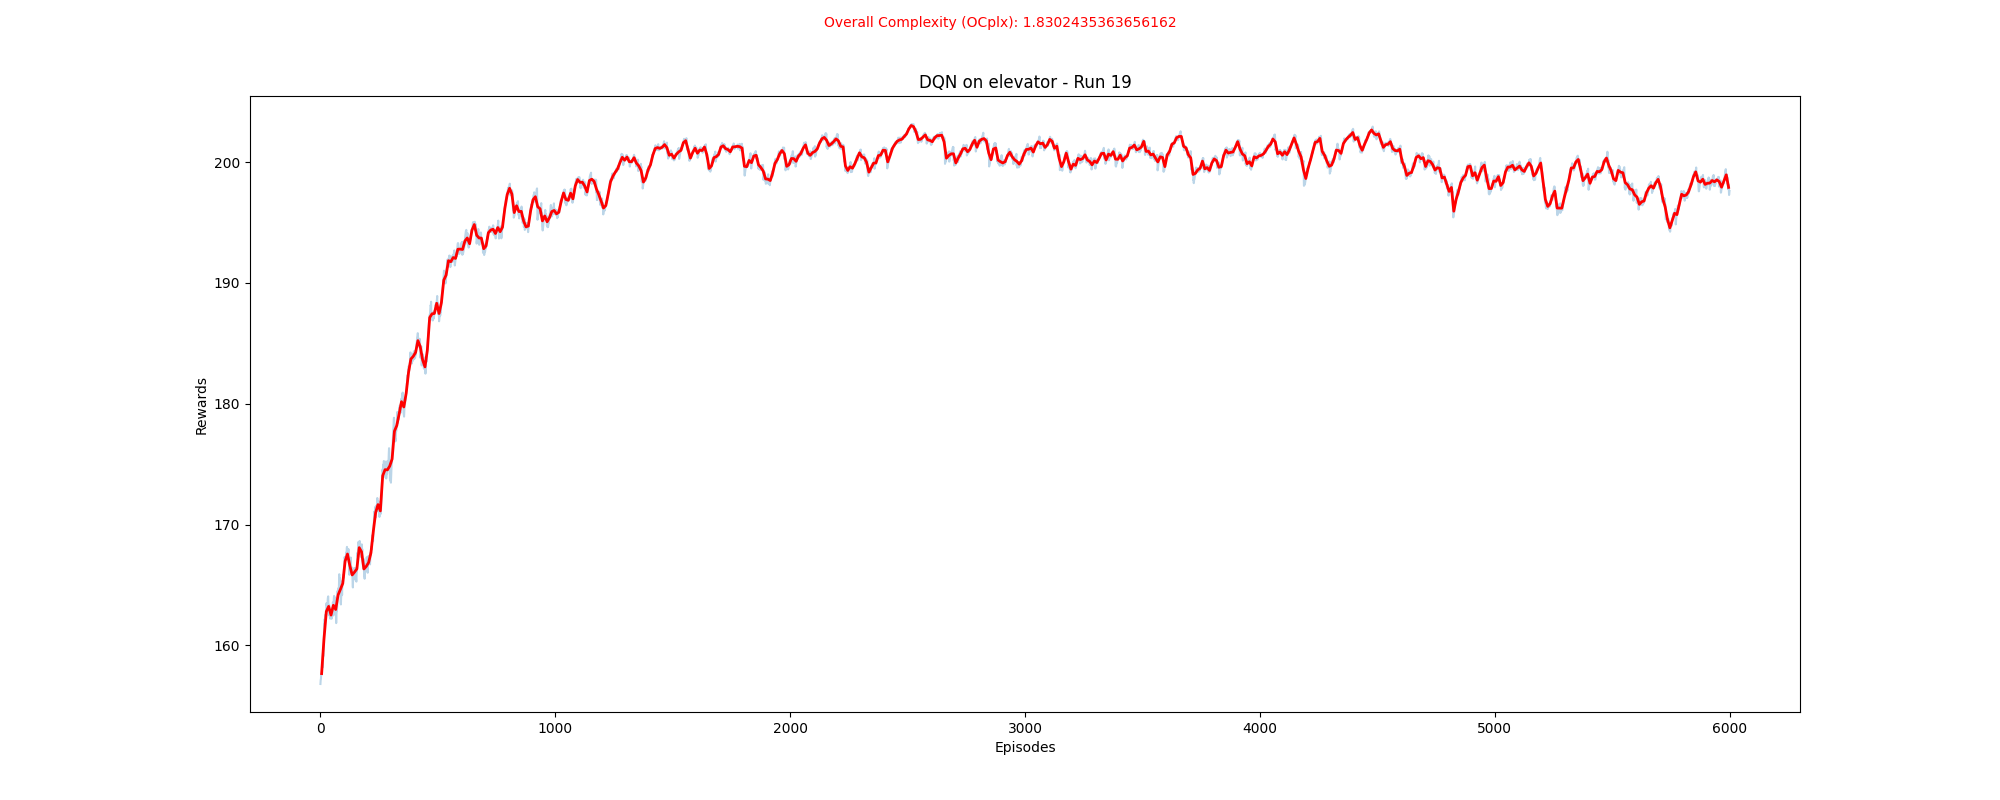 Overall Complexity (OCplx): 1.8302435363656162
DQN on elevator - Run 19
200
190
180
170
160
Rewards
0 1000 2000 3000 4000 5000 6000
Episodes